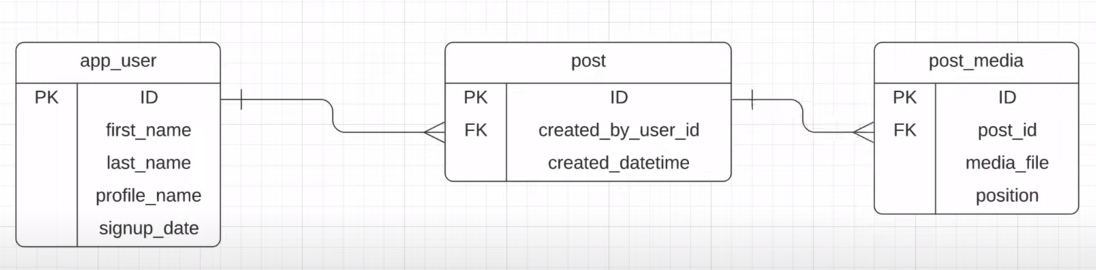 app_user
PK ID
first_name
last_name
profile_name
signup_date
post
PK ID
FK created_by_user_id
created_datetime
post_media
PK ID
FK post_id
media_file
position